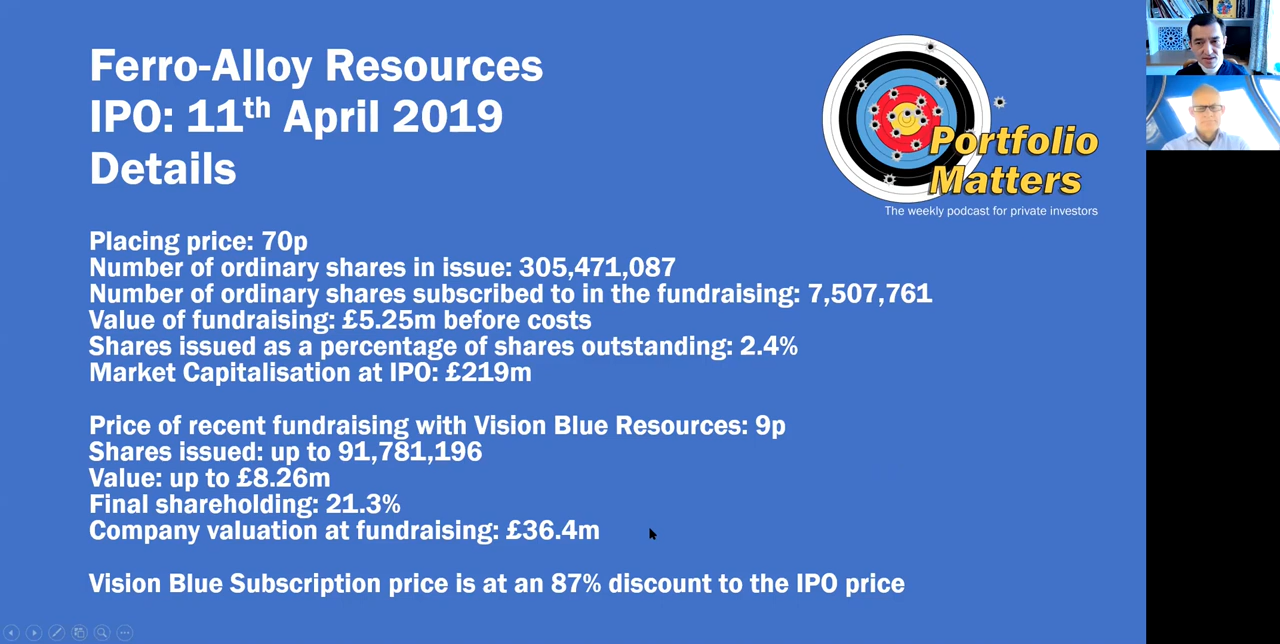 Ferro-Alloy Resources
IPO: 11th April 2019
Details
Portfolio
Matters
The weekly podcast for private investors
Placing price: 70p
Number of ordinary shares in issue: 305,471,087
Number of ordinary shares subscribed to in the fundraising: 7,507,761
Value of fundraising: £5.25m before costs
Shares issued as a percentage of shares outstanding: 2.4%
Market Capitalisation at IPO: £219m
Price of recent fundraising with Vision Blue Resources: 9p
Shares issued: up to 91,781,196
Value: up to £8.26m
Final shareholding: 21.3%
Company valuation at fundraising: £36.4m
Vision Blue Subscription price is at an 87% discount to the IPO price